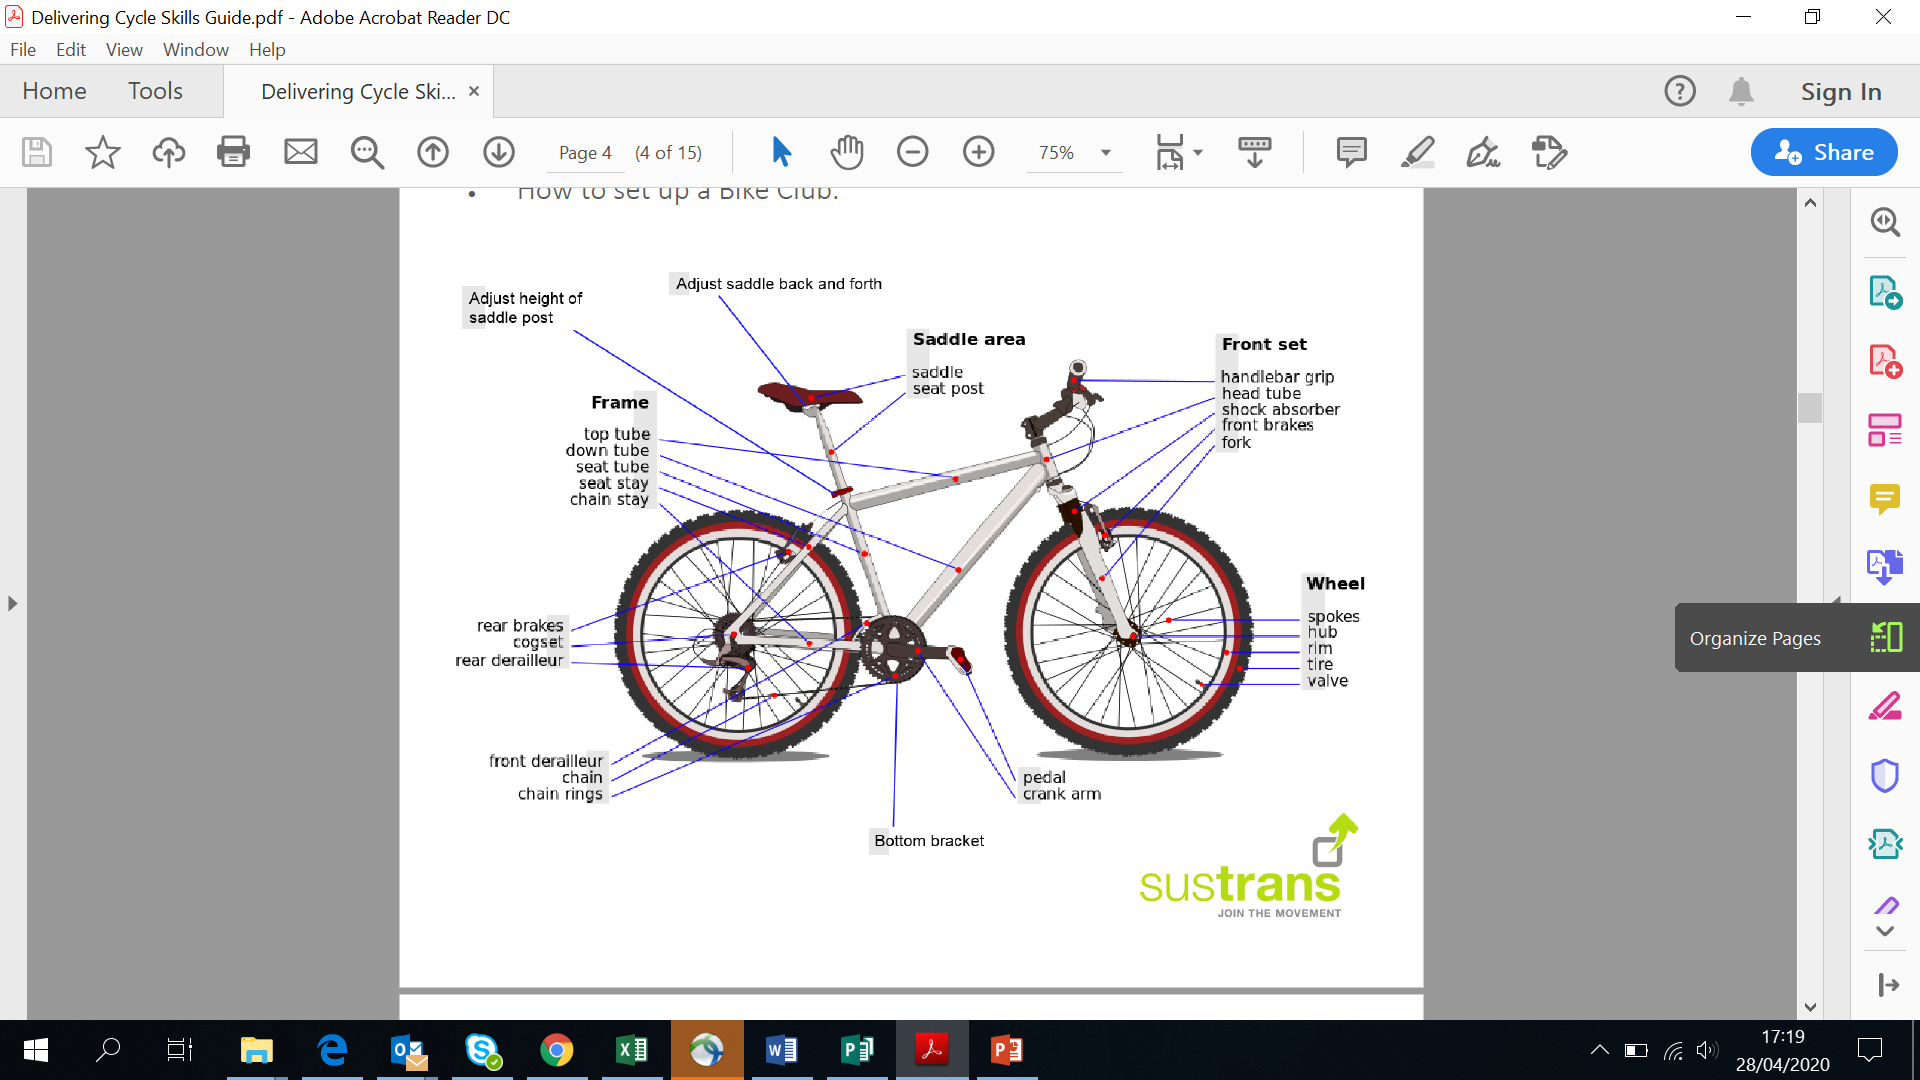 Delivering Cycle Skills Guide.pdf - Adobe Acrobat Reader DC
File Edit View Window Help
Home Tools Delivering Cycle Ski... × Sign In
Page 4 (4 of 15) 75% Share
• How to set up a Bike Club.
Adjust saddle back and forth
Adjust height of
saddle post
Saddle area
saddle
seat post
Front set
handlebar grip
head tube
shock absorber
front brakes
fork
Frame
top tube
down tube
seat tube
seat stay
chain stay
Wheel
spokes
hub
rim
tire
valve
rear brakes
cogset
rear derailleur
front derailleur
chain
chain rings
pedal
crank arm
Bottom bracket
sustrans
JOIN THE MOVEMENT
Organize Pages
17:19
28/04/2020